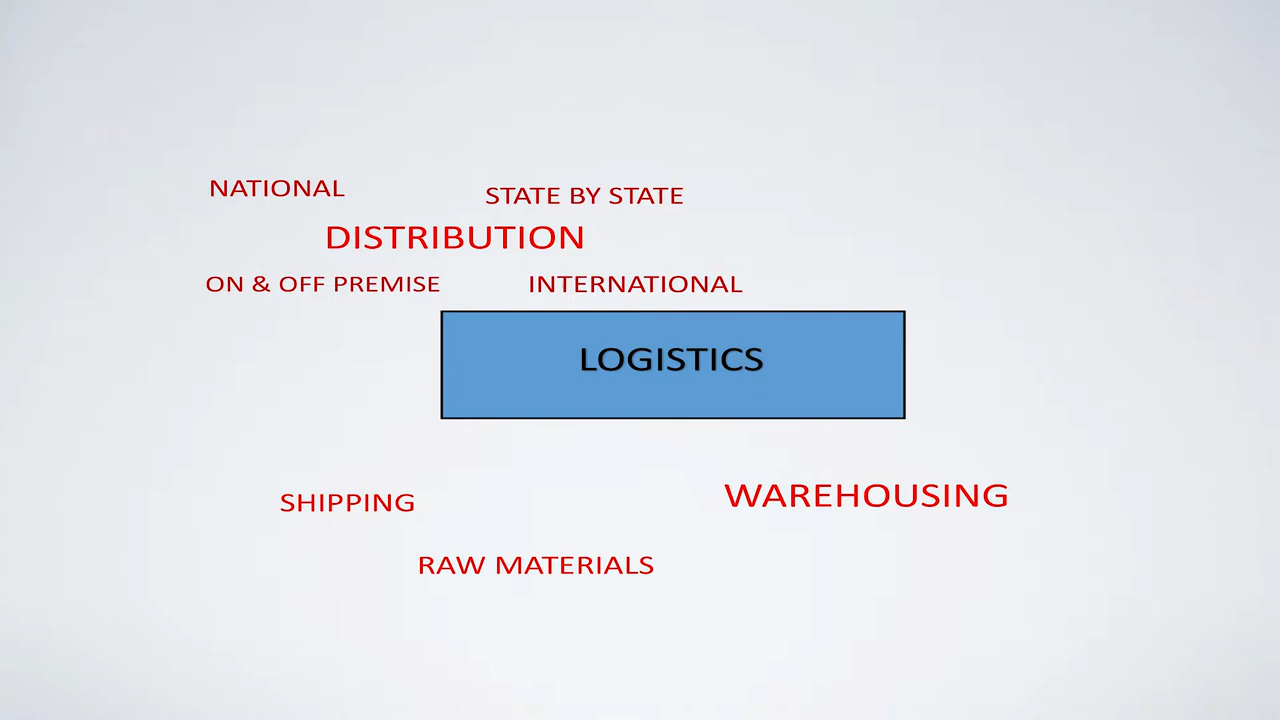 NATIONAL
STATE BY STATE
DISTRIBUTION
ON & OFF PREMISE
INTERNATIONAL
LOGISTICS
SHIPPING
WAREHOUSING
RAW MATERIALS